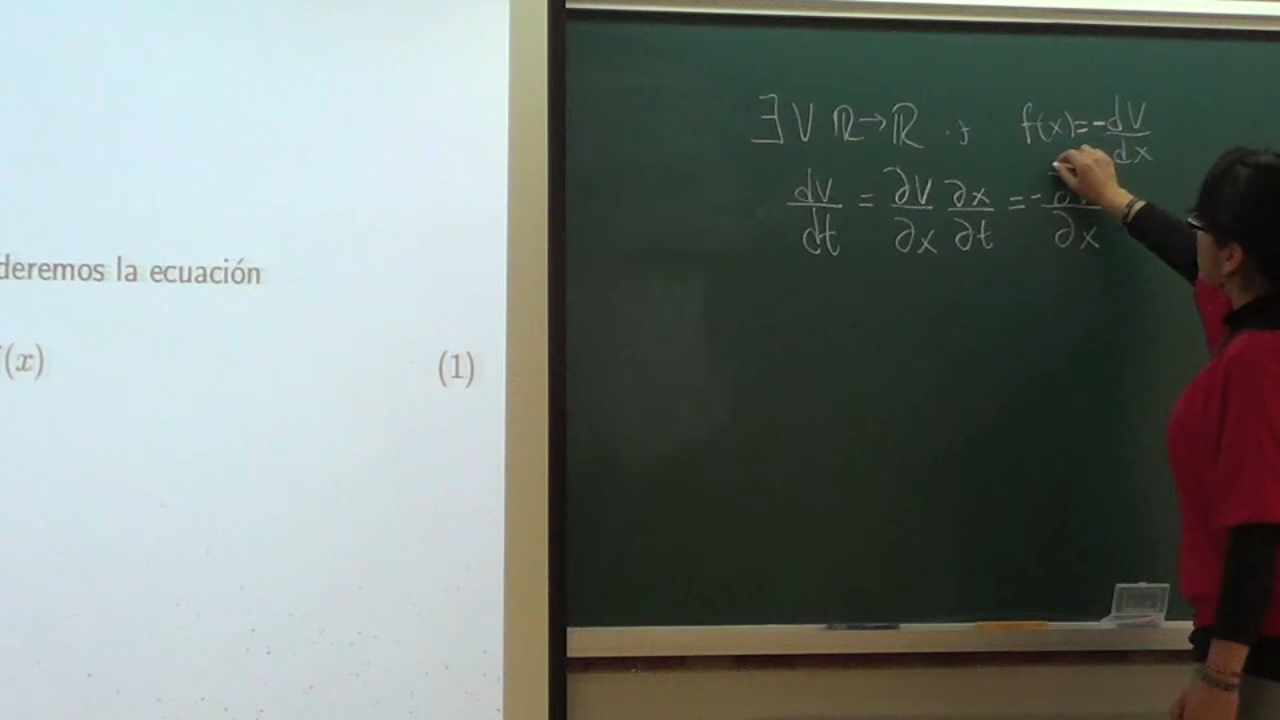 deremos la ecuación
(x) (1)
∃ V ℝ→ℝ f(x)=-dV/dx
dV/dt = ∂V/∂x ∂x/∂t = - ∂V/∂x